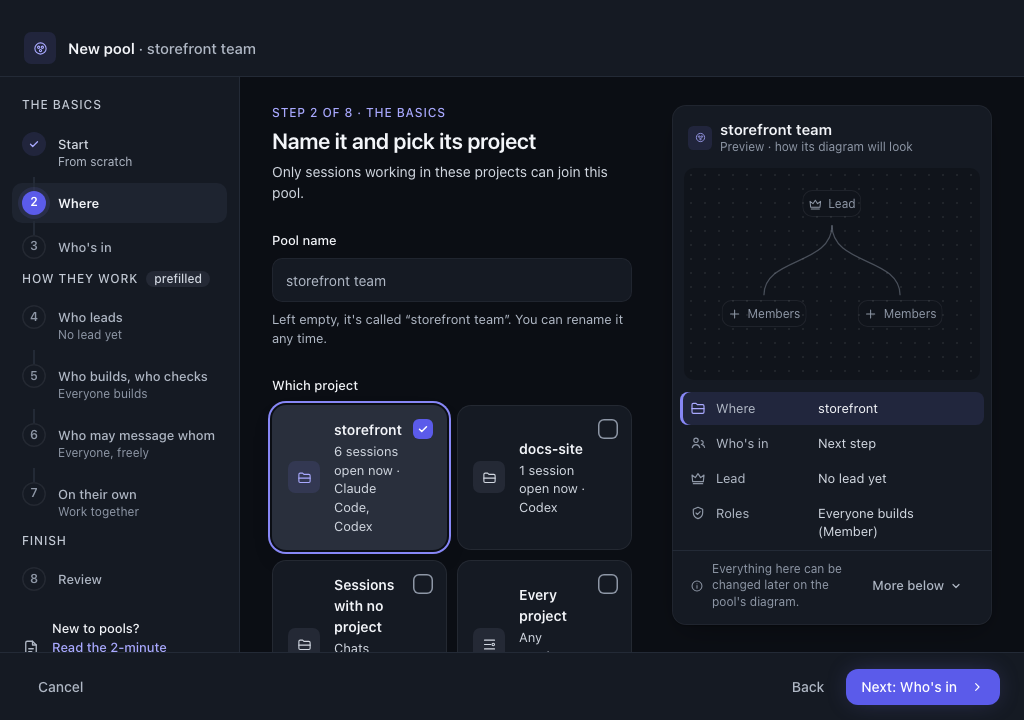 New pool · storefront team
THE BASICS
Start
From scratch
2
Where
3
Who's in
HOW THEY WORK prefilled
4
Who leads
No lead yet
5
Who builds, who checks
Everyone builds
6
Who may message whom
Everyone, freely
7
On their own
Work together
FINISH
8
Review
New to pools?
Read the 2-minute
STEP 2 OF 8 · THE BASICS
Name it and pick its project
Only sessions working in these projects can join this
pool.
Pool name
storefront team
Left empty, it's called “storefront team”. You can rename it
any time.
Which project
storefront
6 sessions
open now ·
Claude
Code,
Codex
docs-site
1 session
open now ·
Codex
Sessions
with no
project
Chats
Every
project
Any
storefront team
Preview · how its diagram will look
Lead
Members
Members
Where storefront
Who's in Next step
Lead No lead yet
Roles Everyone builds
(Member)
Everything here can be
changed later on the
pool's diagram.
More below
Cancel
Back
Next: Who's in